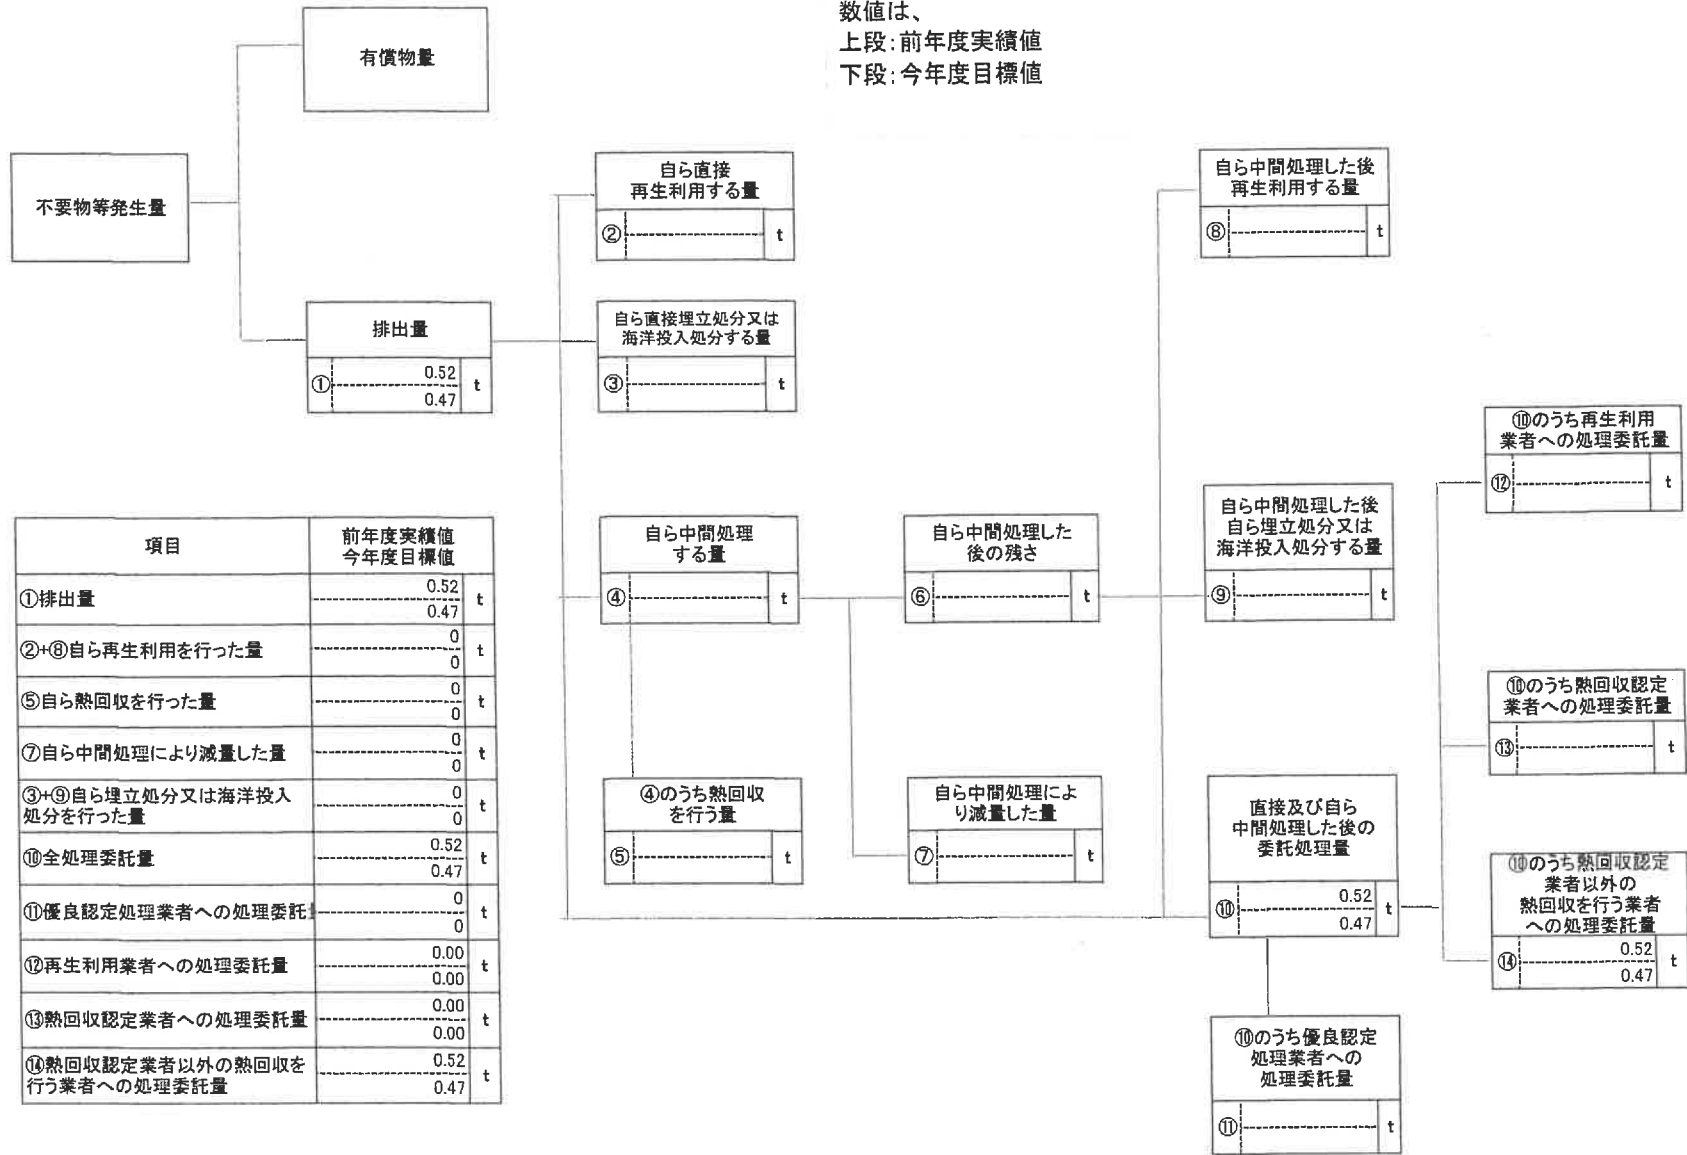 数値は、
上段:前年度実績値
下段:今年度目標値
有償物量
不要物等発生量
排出量
① 0.52 t
0.47
自ら直接
再生利用する量
② t
自ら直接埋立処分又は
海洋投入処分する量
③ t
自ら中間処理
する量
④ t
④のうち熱回収
を行う量
⑤ t
自ら中間処理した
後の残さ
⑥ t
自ら中間処理によ
り減量した量
⑦ t
自ら中間処理した後
再生利用する量
⑧ t
自ら中間処理した後
自ら埋立処分又は
海洋投入処分する量
⑨ t
直接及び自ら
中間処理した後の
委託処理量
⑩ 0.52 t
0.47
⑩のうち優良認定
処理業者への
処理委託量
⑪ t
⑩のうち再生利用
業者への処理委託量
⑫ t
⑩のうち熱回収認定
業者への処理委託量
⑬ t
⑩のうち熱回収認定
業者以外の
熱回収を行う業者
への処理委託量
⑭ 0.52 t
0.47
項目 前年度実績値
今年度目標値
①排出量 0.52 t
0.47
②+⑧自ら再生利用を行った量 0 t
0
⑤自ら熱回収を行った量 0 t
0
⑦自ら中間処理により減量した量 0 t
0
③+⑨自ら埋立処分又は海洋投入 0 t
処分を行った量 0
⑩全処理委託量 0.52 t
0.47
⑪優良認定処理業者への処理委託 0 t
0
⑫再生利用業者への処理委託量 0.00 t
0.00
⑬熱回収認定業者への処理委託量 0.00 t
0.00
⑭熱回収認定業者以外の熱回収を 0.52 t
行う業者への処理委託量 0.47